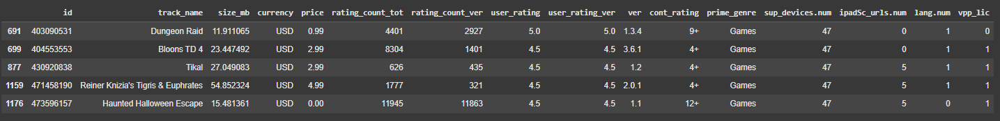 id track_name size_mb currency price rating_count_tot rating_count_ver user_rating user_rating_ver ver cont_rating prime_genre sup_devices.num ipadSc_urls.num lang.num vpp_lic
691 403090531 Dungeon Raid 11.911065 USD 0.99 4401 2927 5.0 5.0 1.3.4 9+ Games 47 0 1 0
699 404553553 Bloons TD 4 23.447492 USD 2.99 8304 1401 4.5 4.5 3.6.1 4+ Games 47 0 1 1
877 430920838 Tikal 27.049083 USD 2.99 626 435 4.5 4.5 1.2 4+ Games 47 5 1 1
1159 471458190 Reiner Knizia's Tigris & Euphrates 54.852324 USD 4.99 1777 321 4.5 4.5 2.0.1 4+ Games 47 5 1 1
1176 473596157 Haunted Halloween Escape 15.481361 USD 0.00 11945 11863 4.5 4.5 1.1 12+ Games 47 5 0 1